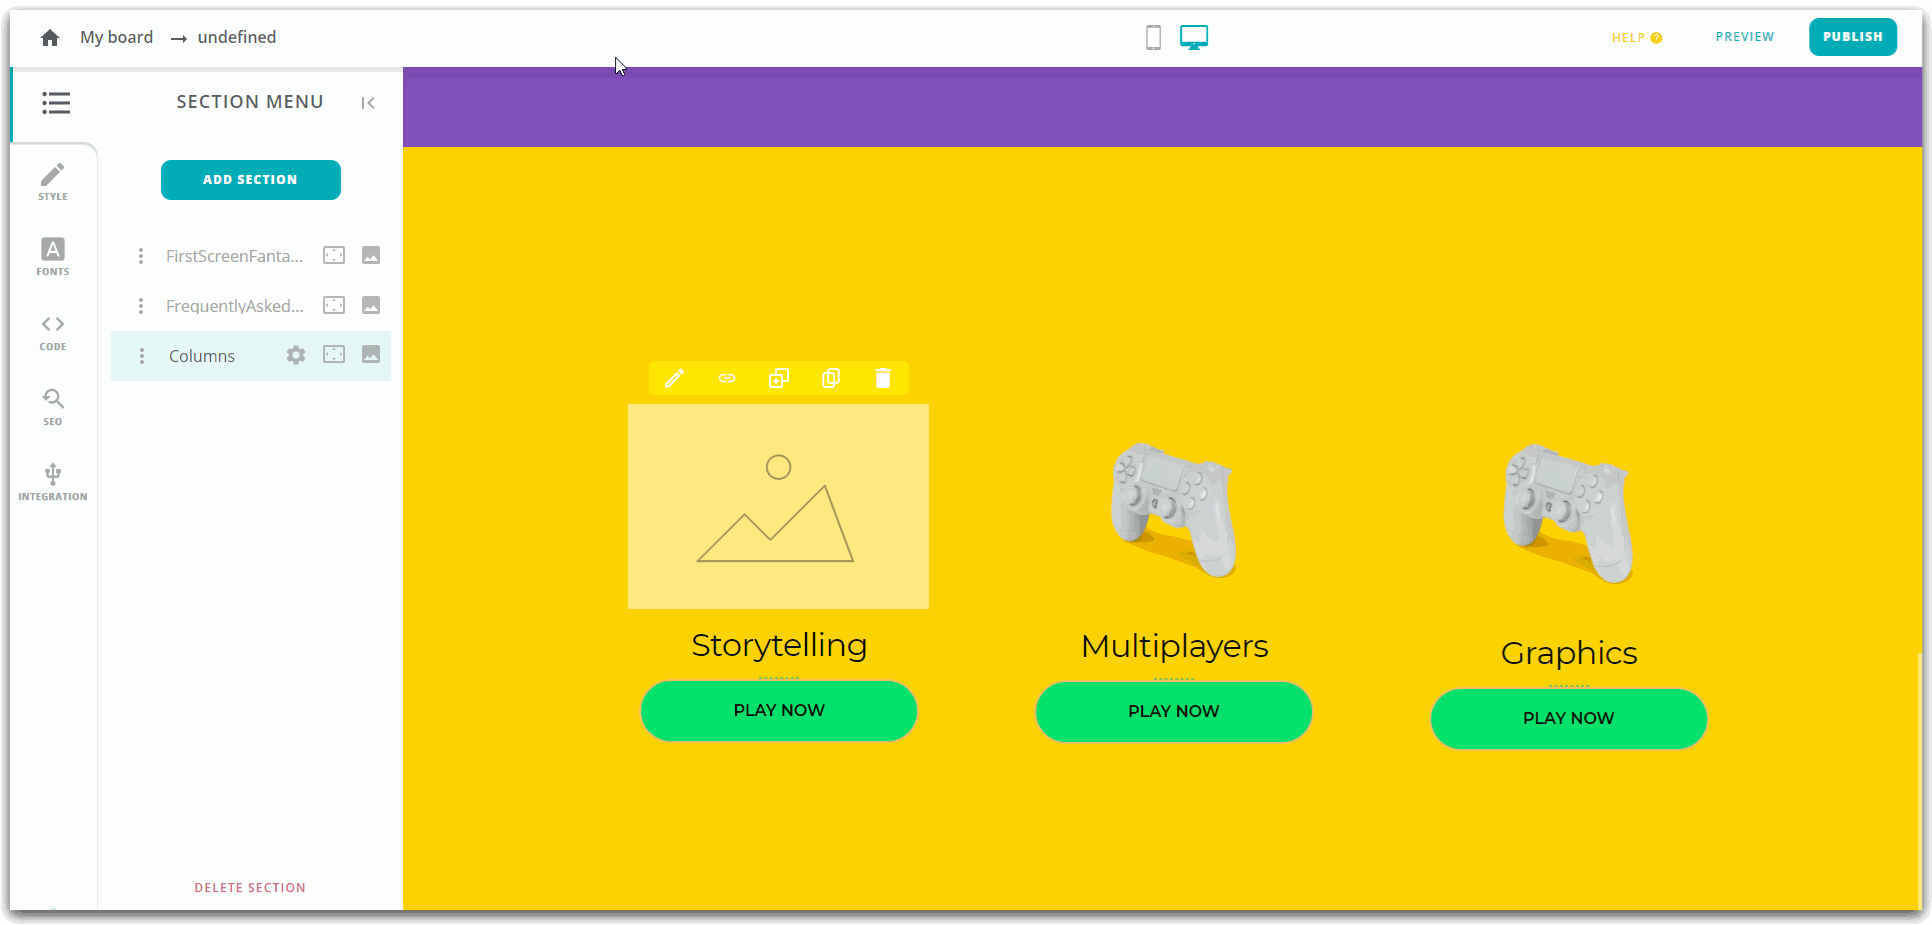 My board → undefined
HELP ?
PREVIEW
PUBLISH
SECTION MENU
ADD SECTION
STYLE
FONTS
CODE
SEO
INTEGRATION
FirstScreenFanta...
FrequentlyAsked...
Columns
DELETE SECTION
Storytelling
PLAY NOW
Multiplayers
PLAY NOW
Graphics
PLAY NOW